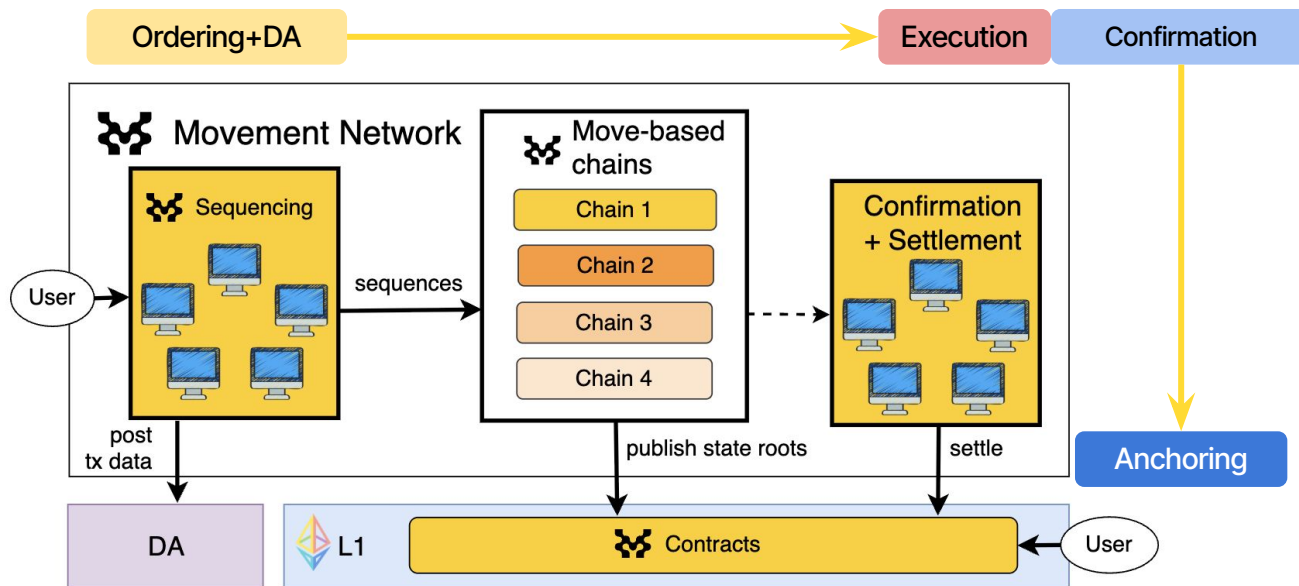 Ordering+DA
Execution
Confirmation
Movement Network
Sequencing
User
sequences
Move-based
chains
Chain 1
Chain 2
Chain 3
Chain 4
Confirmation
+ Settlement
post
tx data
publish state roots
settle
Anchoring
DA
L1
Contracts
User